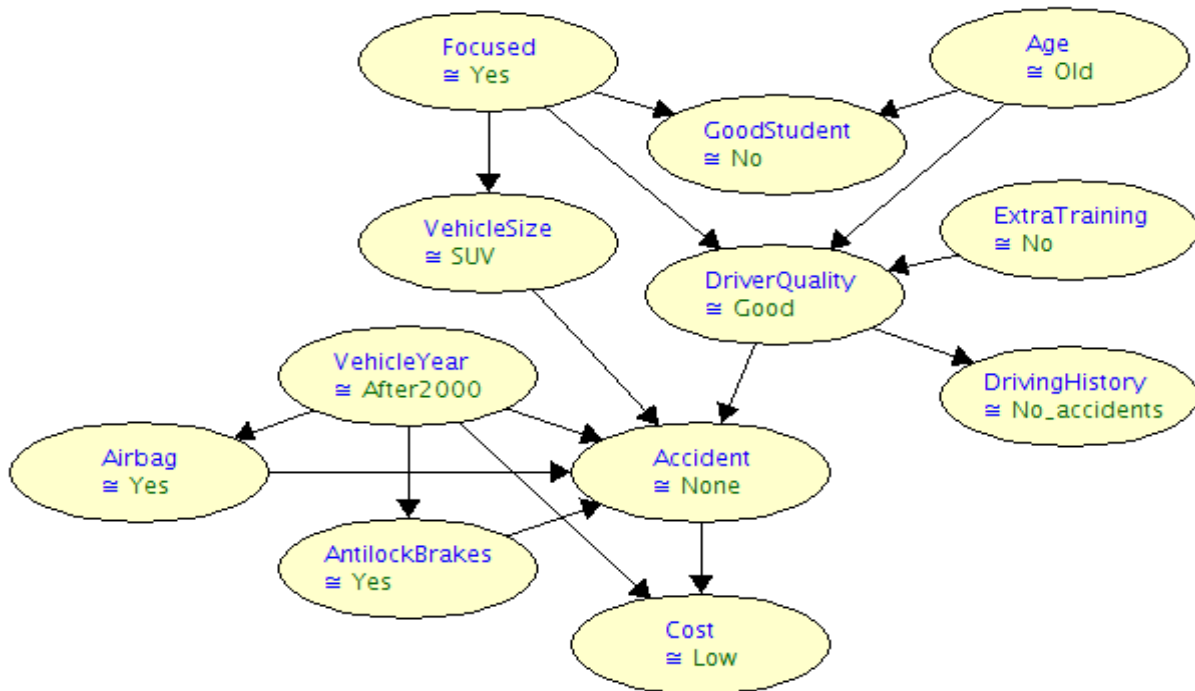 Focused
≅ Yes
Age
≅ Old
GoodStudent
≅ No
VehicleSize
≅ SUV
ExtraTraining
≅ No
DriverQuality
≅ Good
VehicleYear
≅ After2000
DrivingHistory
≅ No_accidents
Airbag
≅ Yes
Accident
≅ None
AntilockBrakes
≅ Yes
Cost
≅ Low